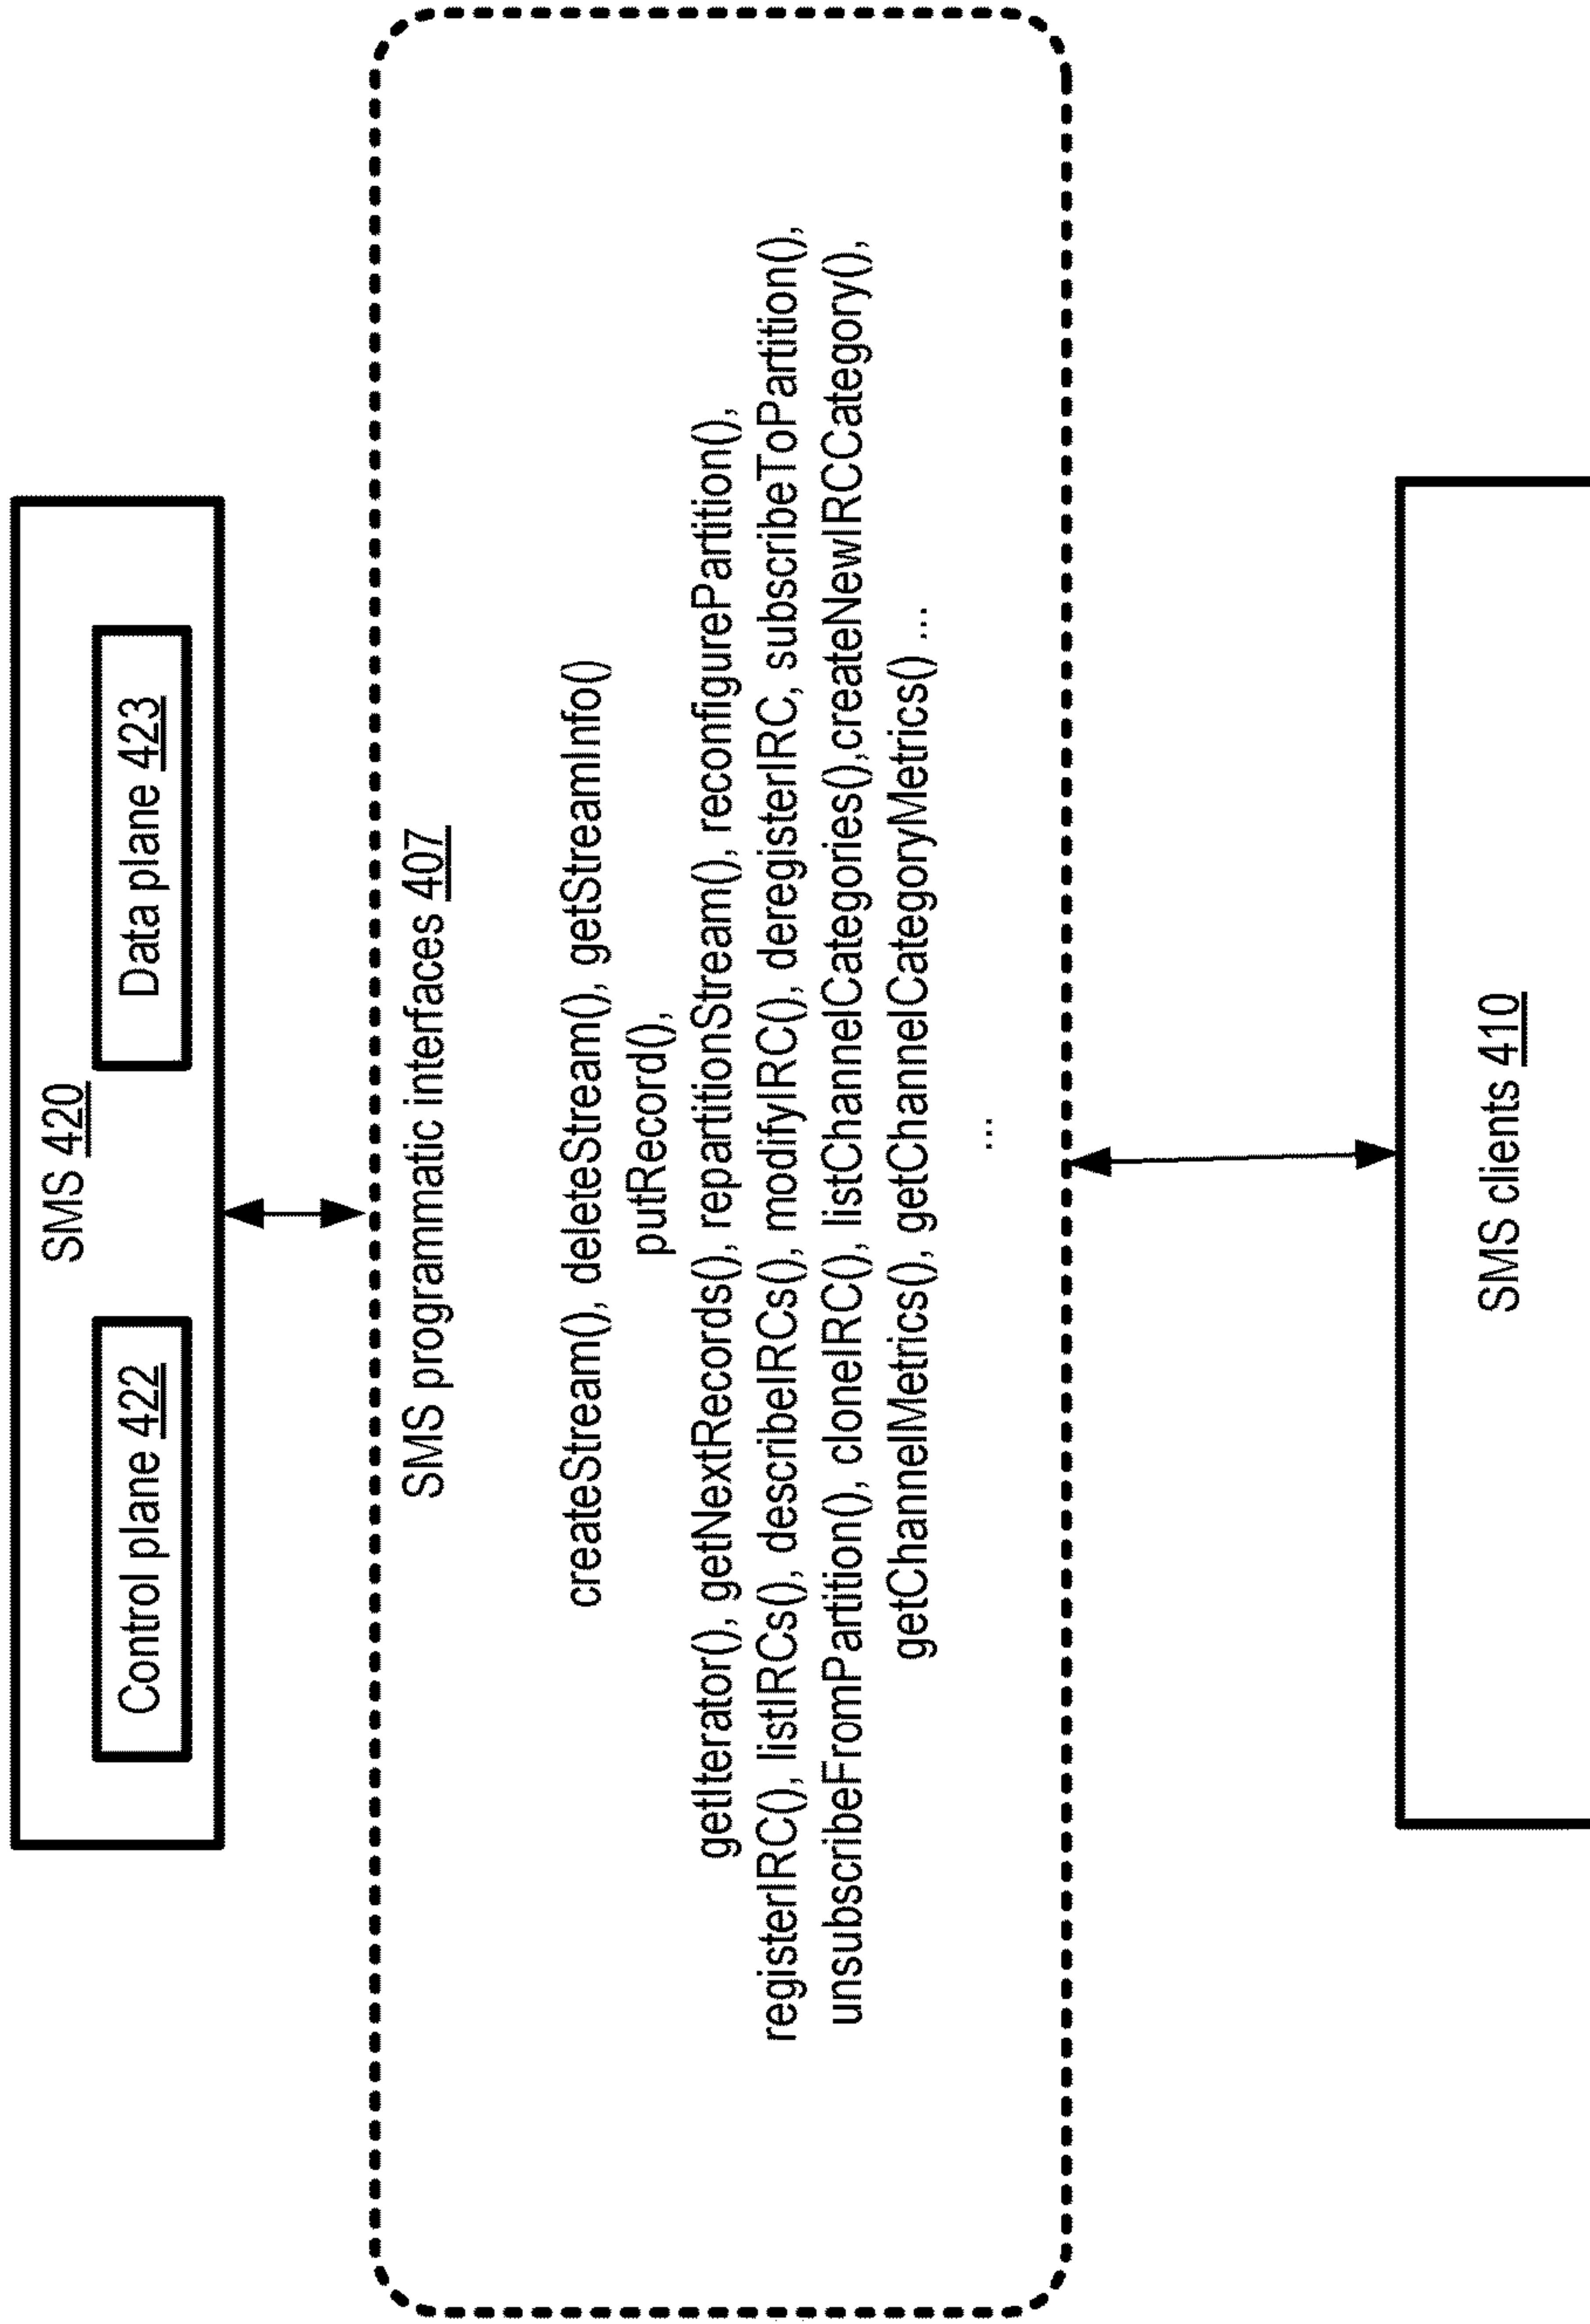 SMS 420
Control plane 422
Data plane 423
SMS programmatic interfaces 407
createStream(), deleteStream(), getStreamInfo()
putRecord(),
getIterator(), getNextRecords(), repartitionStream(), reconfigurePartition(),
registerIRC(), listIRCs(), describeIRCs(), modifyIRC(), deregisterIRC, subscribeToPartition(),
unsubscribeFromPartition(), cloneIRC(), listChannelCategories(),createNewIRCCategory(),
getChannelMetrics(), getChannelCategoryMetrics() ...
...
SMS clients 410